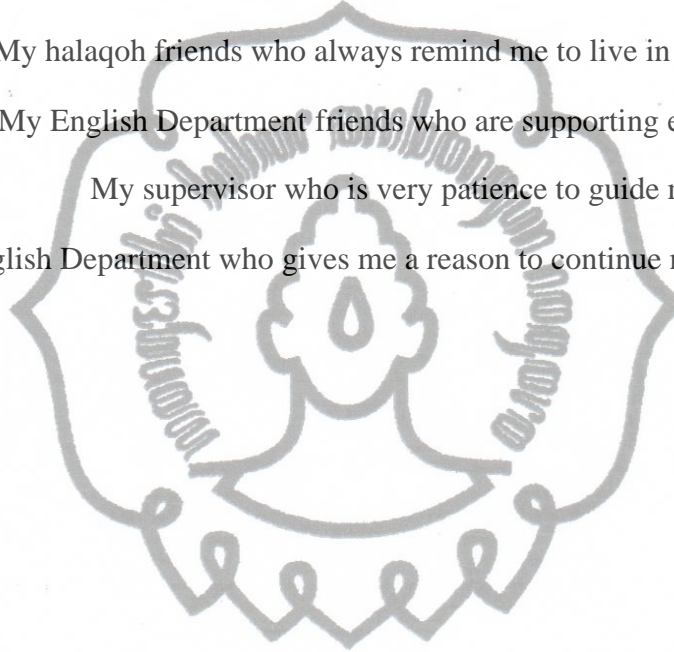 My halaqoh friends who always remind me to live in
My English Department friends who are supporting e
My supervisor who is very patience to guide
glish Department who gives me a reason to continue